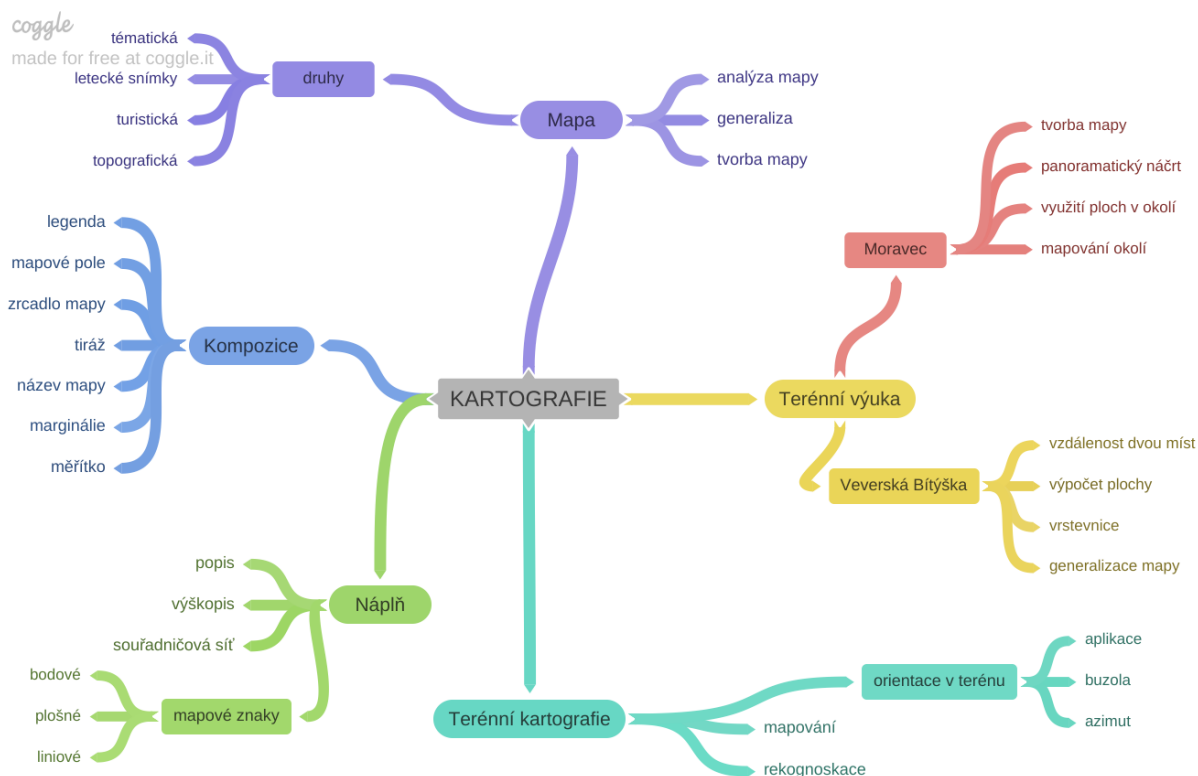 coggle
made for free at coggle.it
tématická
letecké snímky
turistická
topografická
druhy
Mapa
analýza mapy
generaliza
tvorba mapy
legenda
mapové pole
zrcadlo mapy
tiráž
název mapy
marginálie
měřítko
Kompozice
KARTOGRAFIE
tvorba mapy
panoramatický náčrt
využití ploch v okolí
mapování okolí
Moravec
Terénní výuka
Veverská Bítýška
vzdálenost dvou míst
výpočet plochy
vrstevnice
generalizace mapy
popis
výškopis
souřadničová síť
Náplň
bodové
plošné
liniové
mapové znaky
Terénní kartografie
orientace v terénu
aplikace
buzola
azimut
mapování
rekognoskace